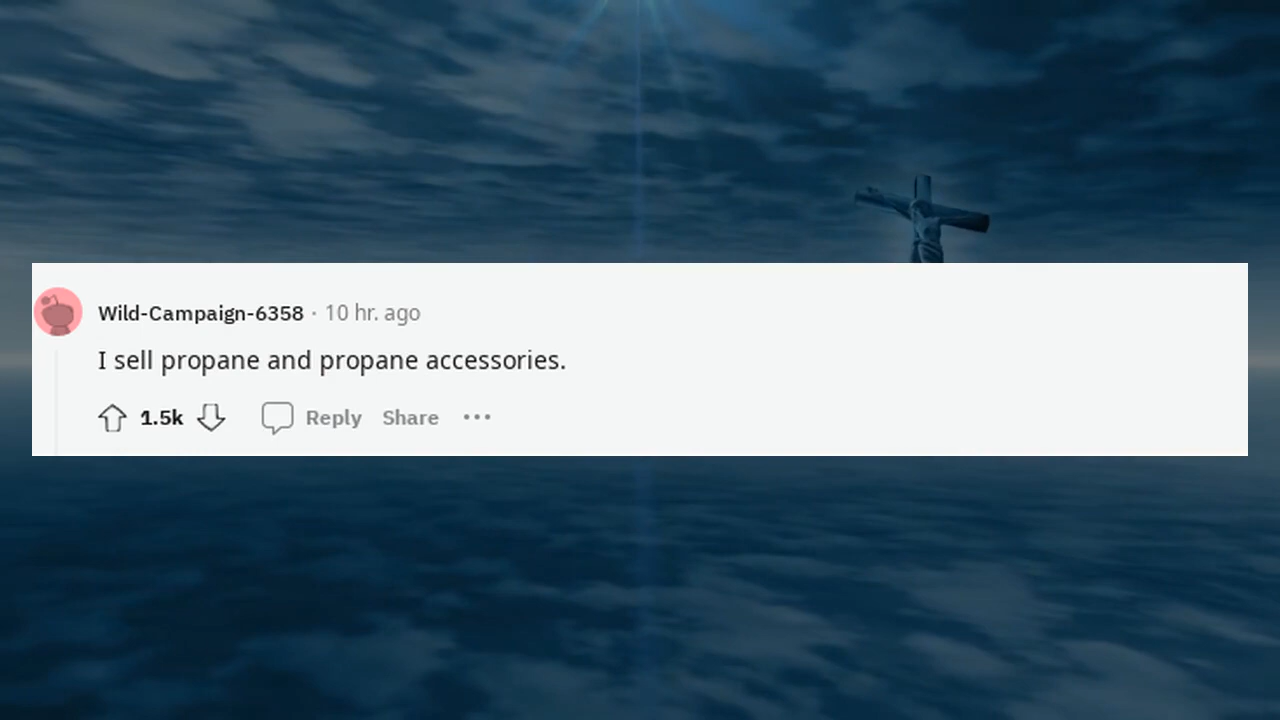 Wild-Campaign-6358 · 10 hr. ago
I sell propane and propane accessories.
1.5k Reply Share